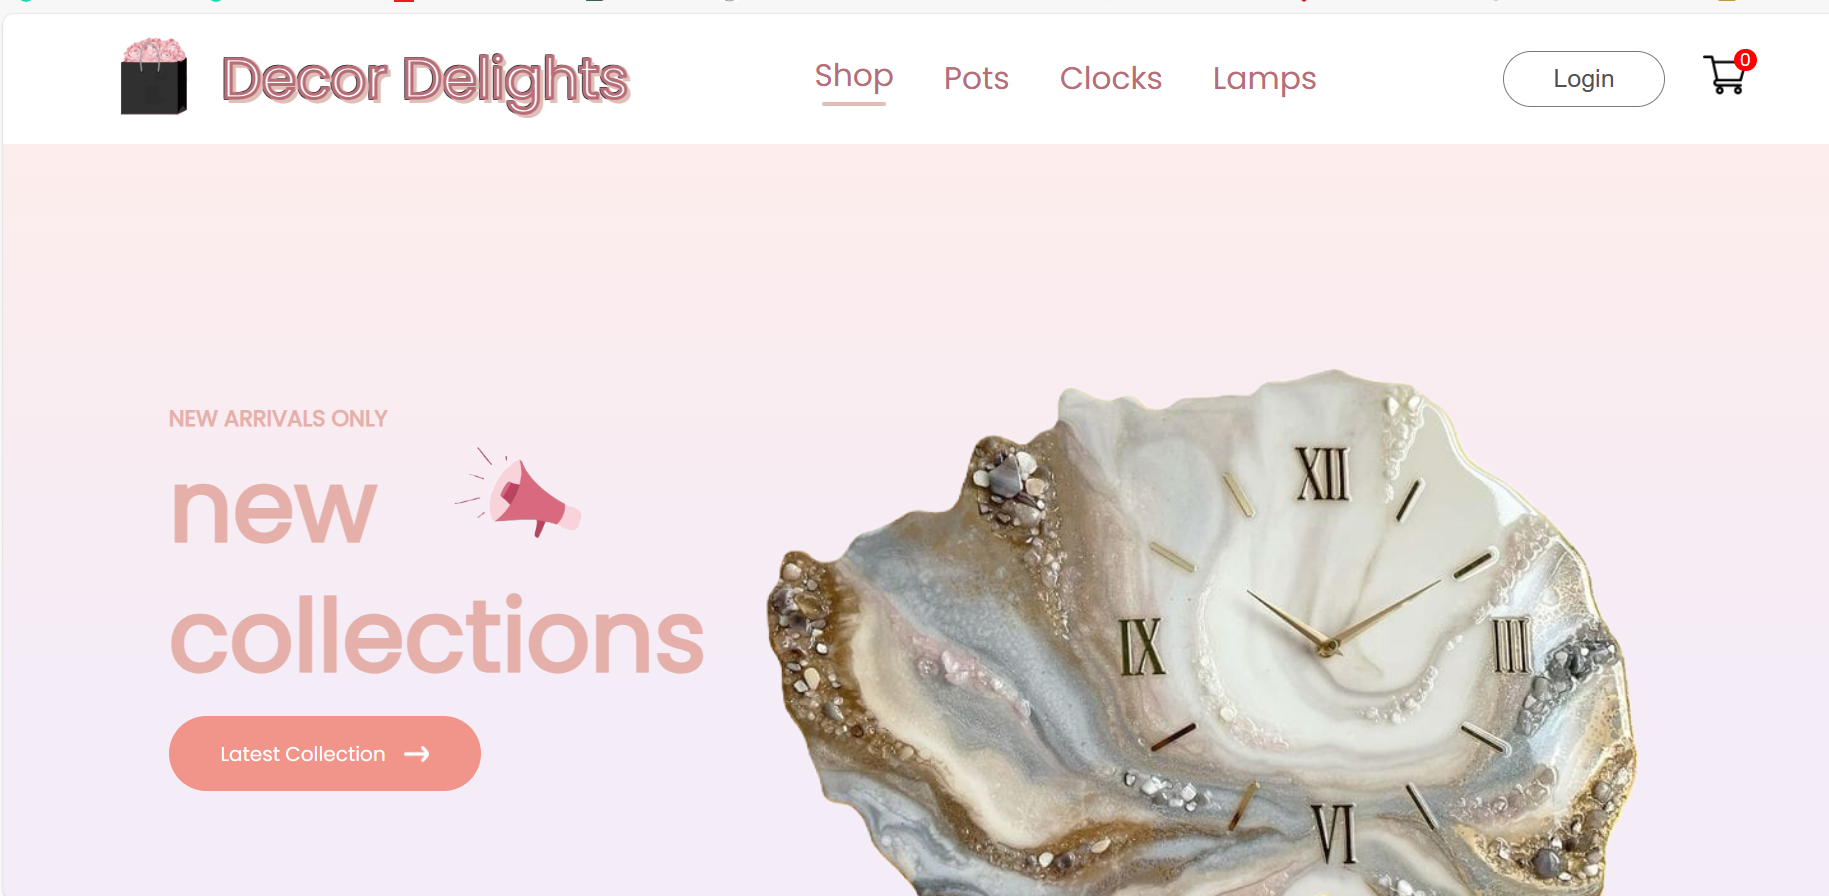 Decor Delights
Shop Pots Clocks Lamps
Login
0
NEW ARRIVALS ONLY
new
collections
Latest Collection
XII
IX III
VI